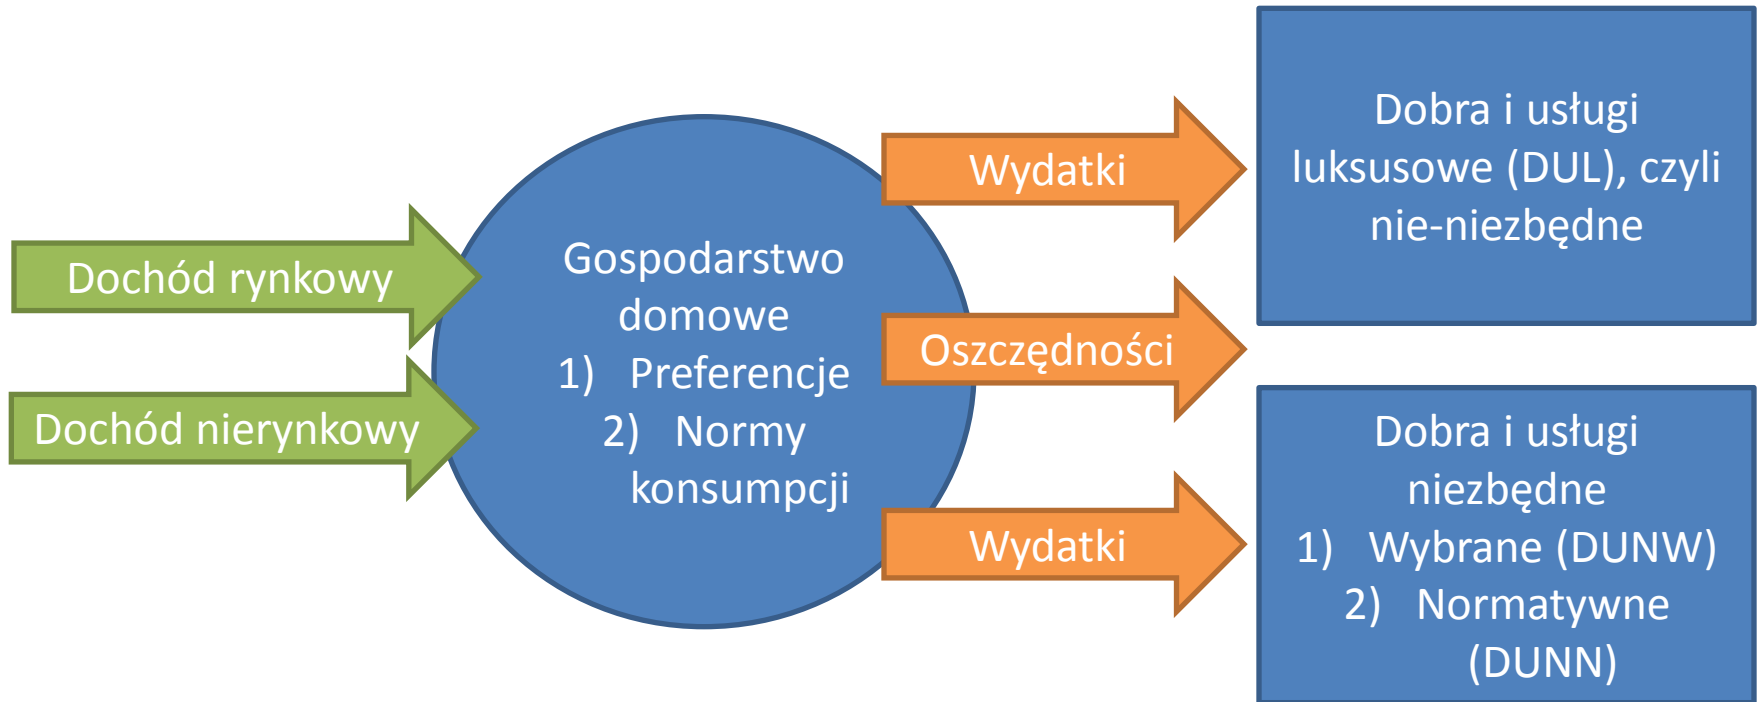 Dochód rynkowy
Dochód nierynkowy
Gospodarstwo
domowe
1) Preferencje
2) Normy
konsumpcji
Wydatki
Oszczędności
Wydatki
Dobra i usługi
luksusowe (DUL), czyli
nie-niezbędne
Dobra i usługi
niezbędne
1) Wybrane (DUNW)
2) Normatywne
(DUNN)